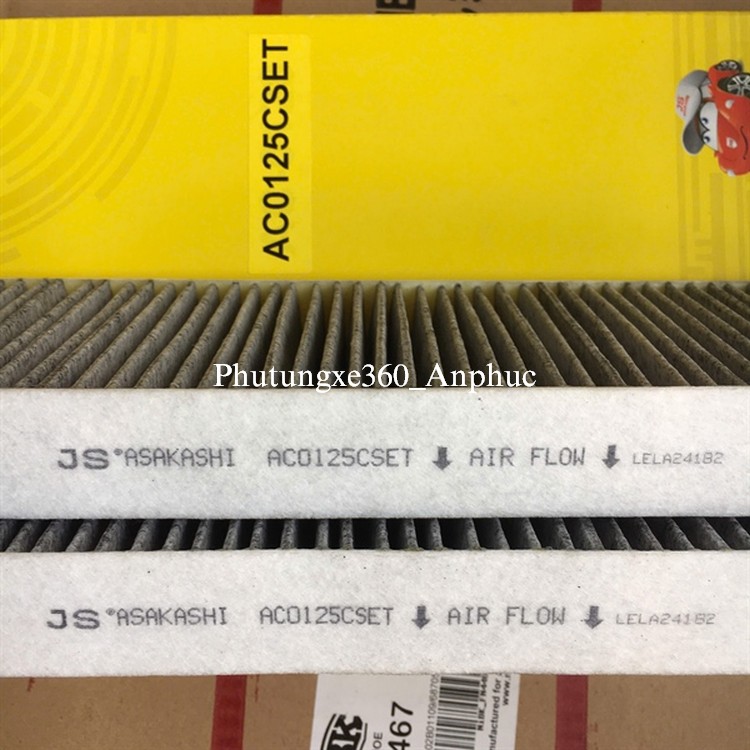 AC0125CSET
Phutungxe360_Anphuc
JS®ASAKASHI AC0125CSET AIR FLOW LELA24182
JS®ASAKASHI AC0125CSET AIR FLOW LELA24182
467